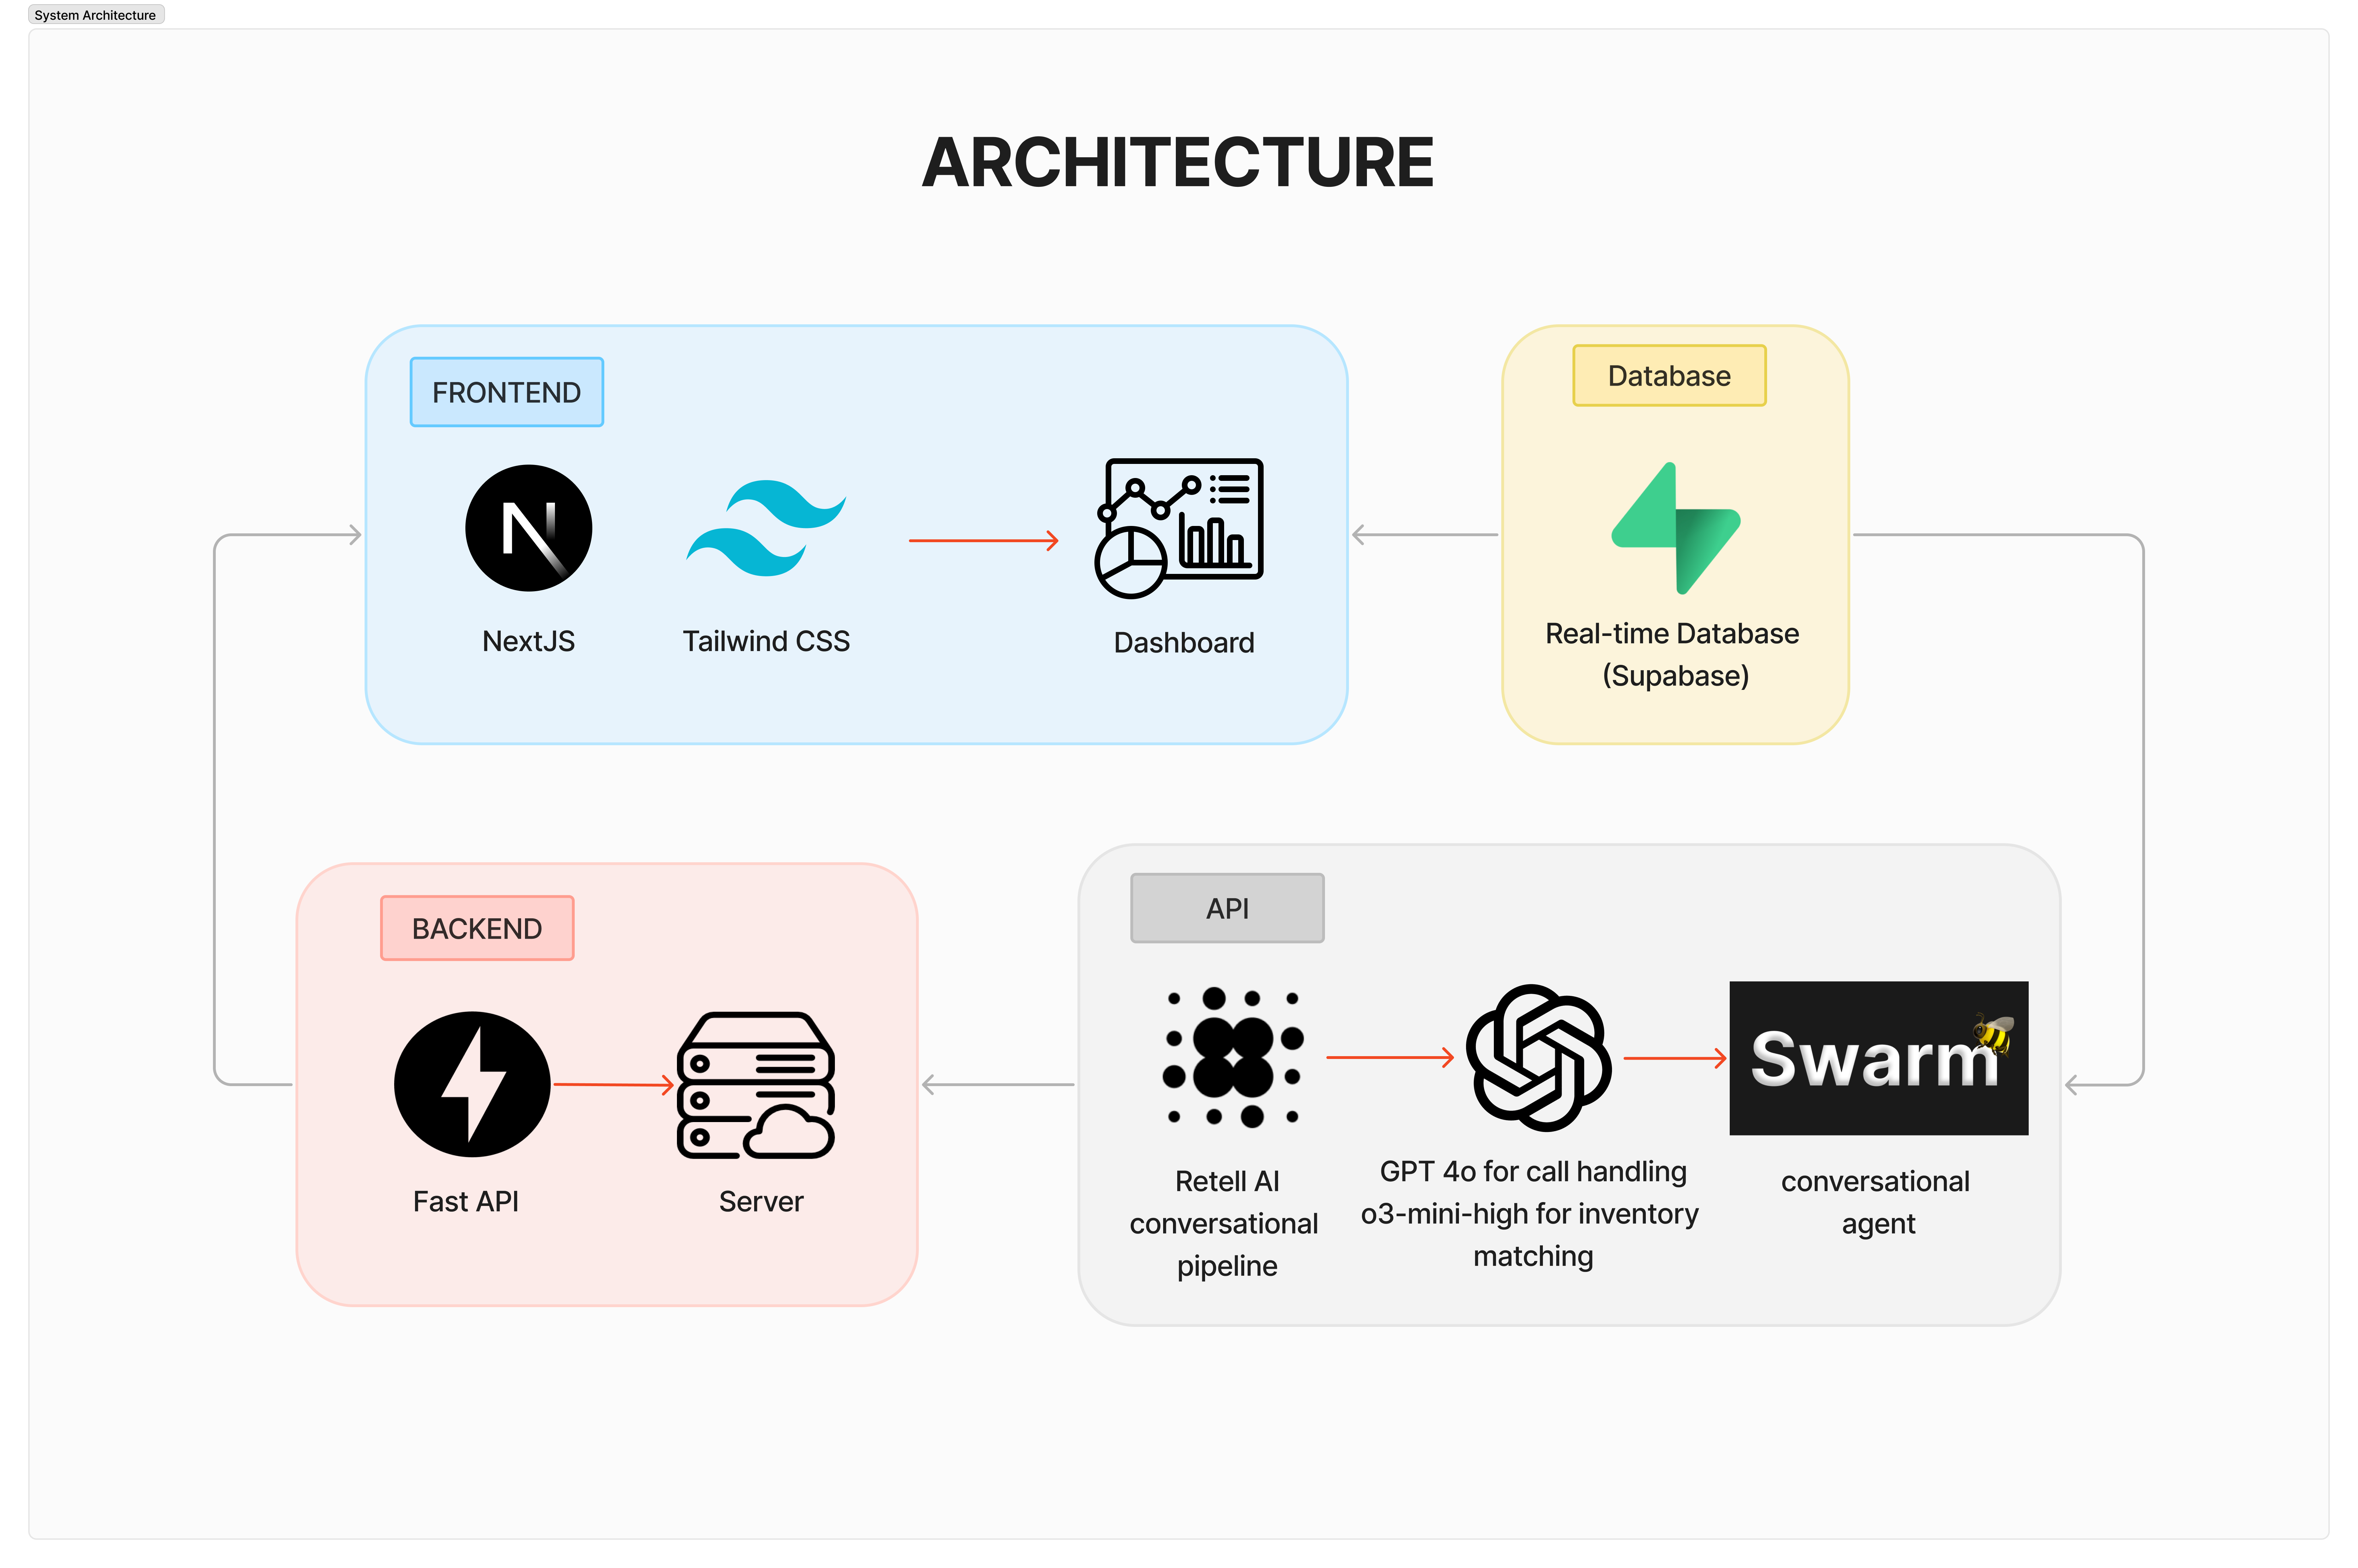 System Architecture
ARCHITECTURE
FRONTEND
NextJS
Tailwind CSS
Dashboard
Database
Real-time Database
(Supabase)
BACKEND
Fast API
Server
API
Retell AI
conversational
pipeline
GPT 4o for call handling
o3-mini-high for inventory
matching
Swarm
conversational
agent